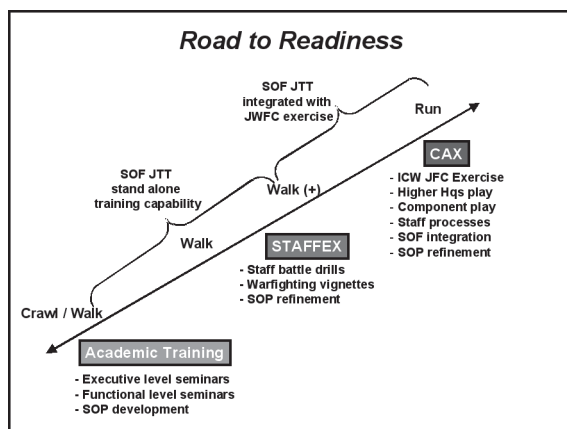 Road to Readiness
SOF JTT
integrated with
JWFC exercise
Run
SOF JTT
stand alone
training capability
Walk (+)
Walk
Crawl / Walk
CAX
- ICW JFC Exercise
- Higher Hqs play
- Component play
- Staff processes
- SOF integration
- SOP refinement
STAFFEX
- Staff battle drills
- Warfighting vignettes
- SOP refinement
Academic Training
- Executive level seminars
- Functional level seminars
- SOP development